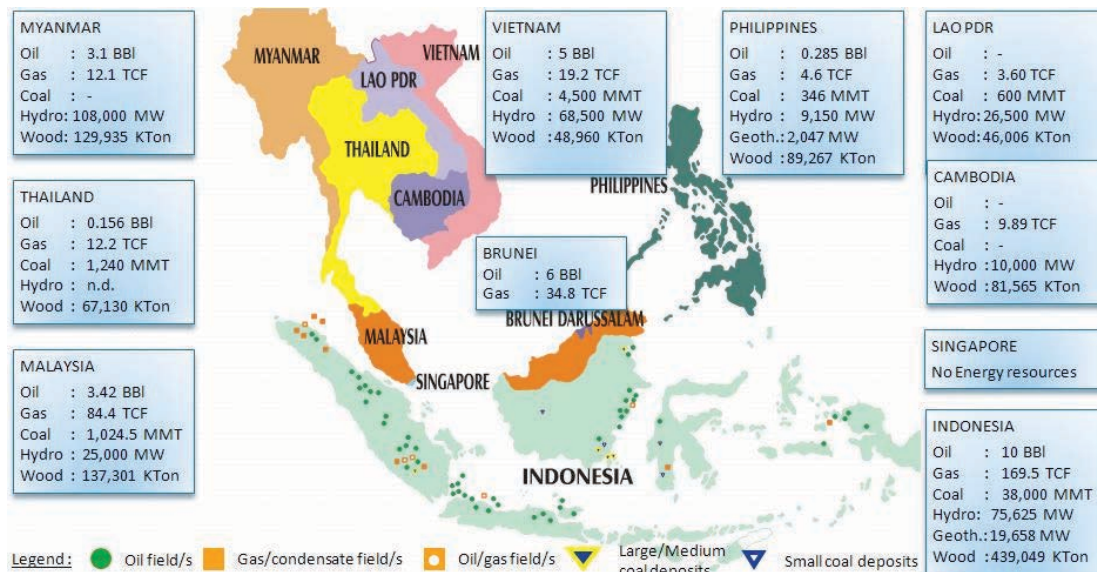 MYANMAR
Oil : 3.1 BBl
Gas : 12.1 TCF
Coal : -
Hydro: 108,000 MW
Wood: 129,935 KTon
THAILAND
Oil : 0.156 BBl
Gas : 12.2 TCF
Coal : 1,240 MMT
Hydro : n.d.
Wood : 67,130 KTon
MALAYSIA
Oil : 3.42 BBl
Gas : 84.4 TCF
Coal : 1,024.5 MMT
Hydro : 25,000 MW
Wood : 137,301 KTon
VIETNAM
Oil : 5 BBl
Gas : 19.2 TCF
Coal : 4,500 MMT
Hydro : 68,500 MW
Wood :48,960 KTon
PHILIPPINES
Oil : 0.285 BBl
Gas : 4.6 TCF
Coal : 346 MMT
Hydro : 9,150 MW
Geoth.:2,047 MW
Wood :89,267 KTon
LAO PDR
Oil : -
Gas : 3.60 TCF
Coal : 600 MMT
Hydro :26,500 MW
Wood :46,006 KTon
CAMBODIA
Oil : -
Gas : 9.89 TCF
Coal : -
Hydro : 10,000 MW
Wood : 81,565 KTon
BRUNEI
Oil : 6 BBl
Gas : 34.8 TCF
SINGAPORE
No Energy resources
INDONESIA
Oil : 10 BBl
Gas : 169.5 TCF
Coal : 38,000 MMT
Hydro: 75,625 MW
Geoth.:19,658 MW
Wood :439,049 KTon
MYANMAR
LAO PDR
VIETNAM
THAILAND
CAMBODIA
PHILIPPINES
MALAYSIA
BRUNEI DARUSSALAM
SINGAPORE
INDONESIA
Legend :
Oil field/s
Gas/condensate field/s
Oil/gas field/s
Large/Medium
coal deposits
Small coal deposits